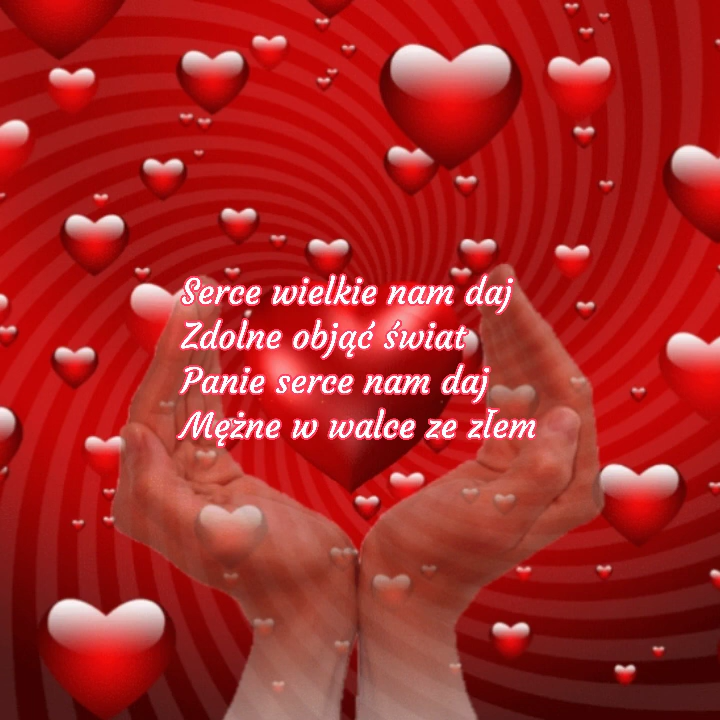 Serce wielkie nam daj
Zdolne objąć świat
Panie serce nam daj
Mężne w walce ze złem